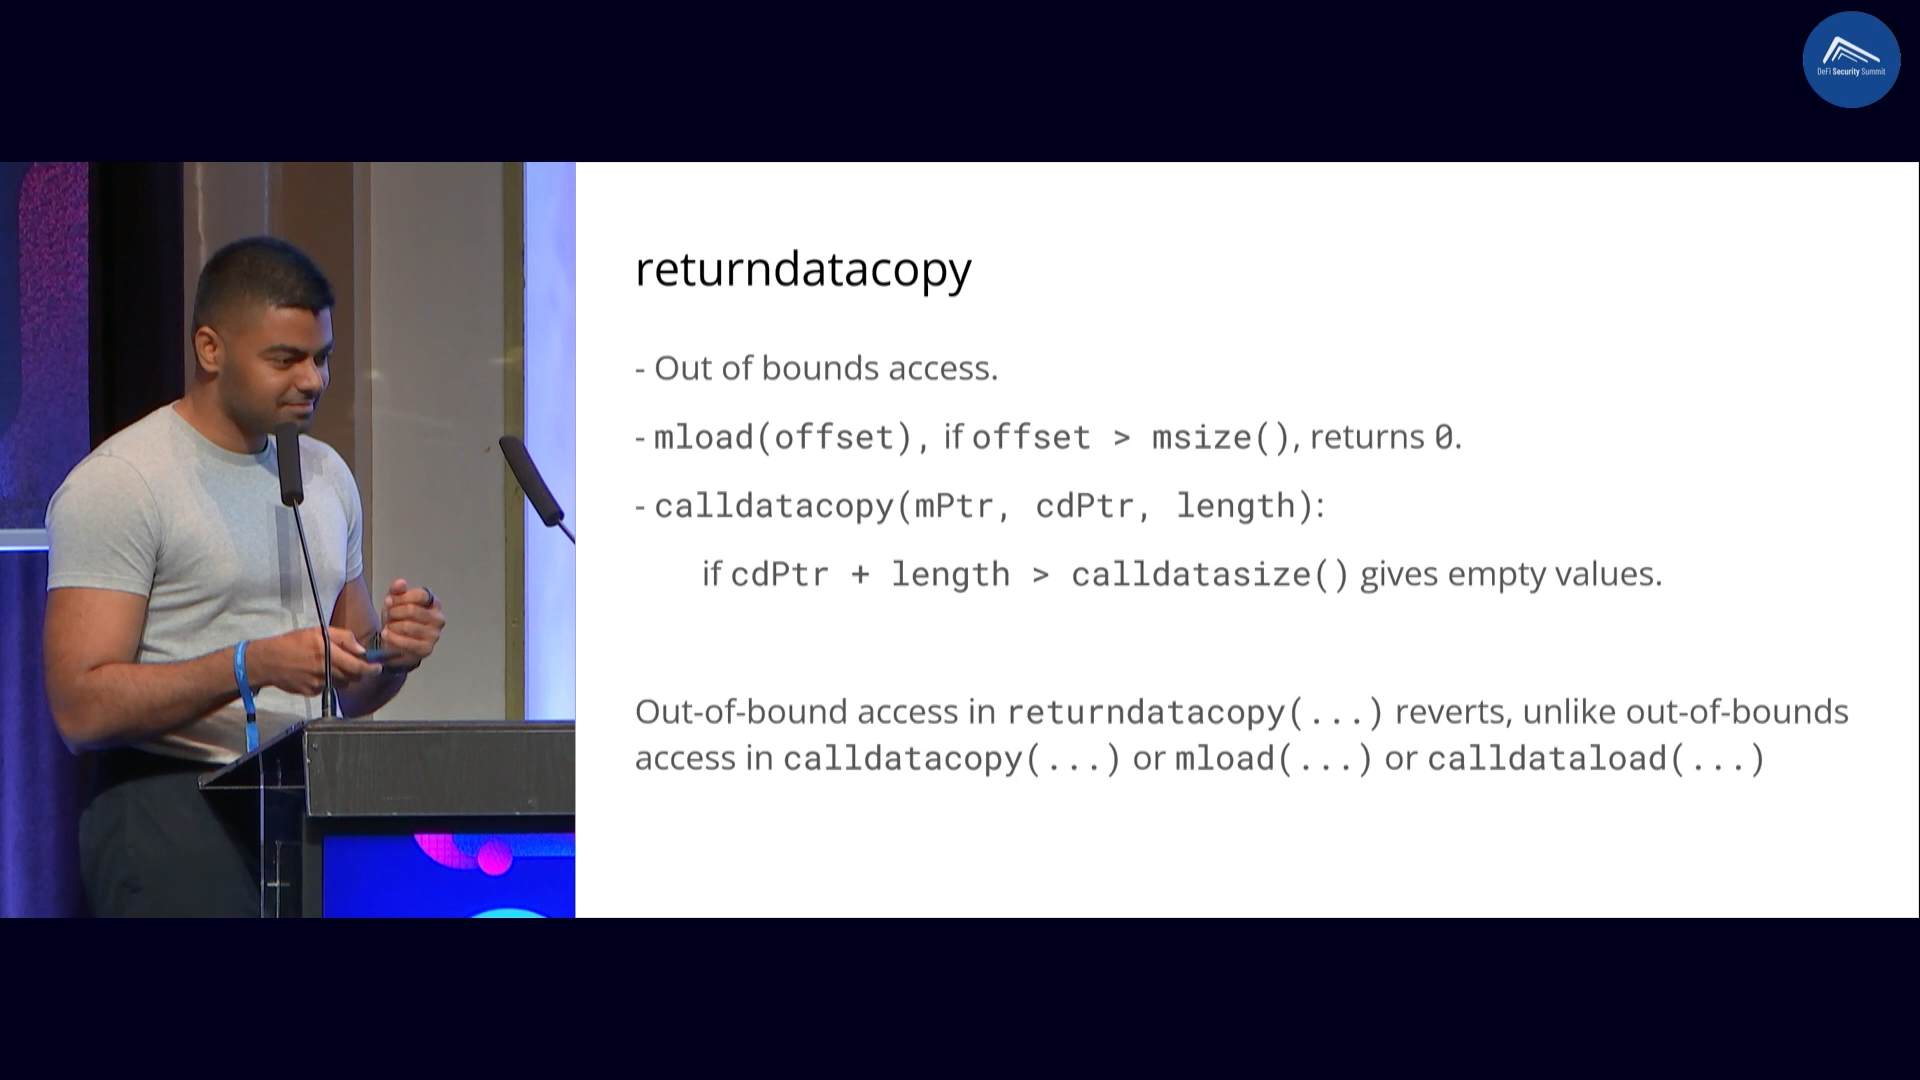 DeFi Security Summit
returndatacopy
- Out of bounds access.
- mload(offset), if offset > msize(), returns 0.
- calldatacopy(mPtr, cdPtr, length):
if cdPtr + length > calldatasize() gives empty values.
Out-of-bound access in returndatacopy(...) reverts, unlike out-of-bounds
access in calldatacopy(...) or mload(...) or calldataload(...)